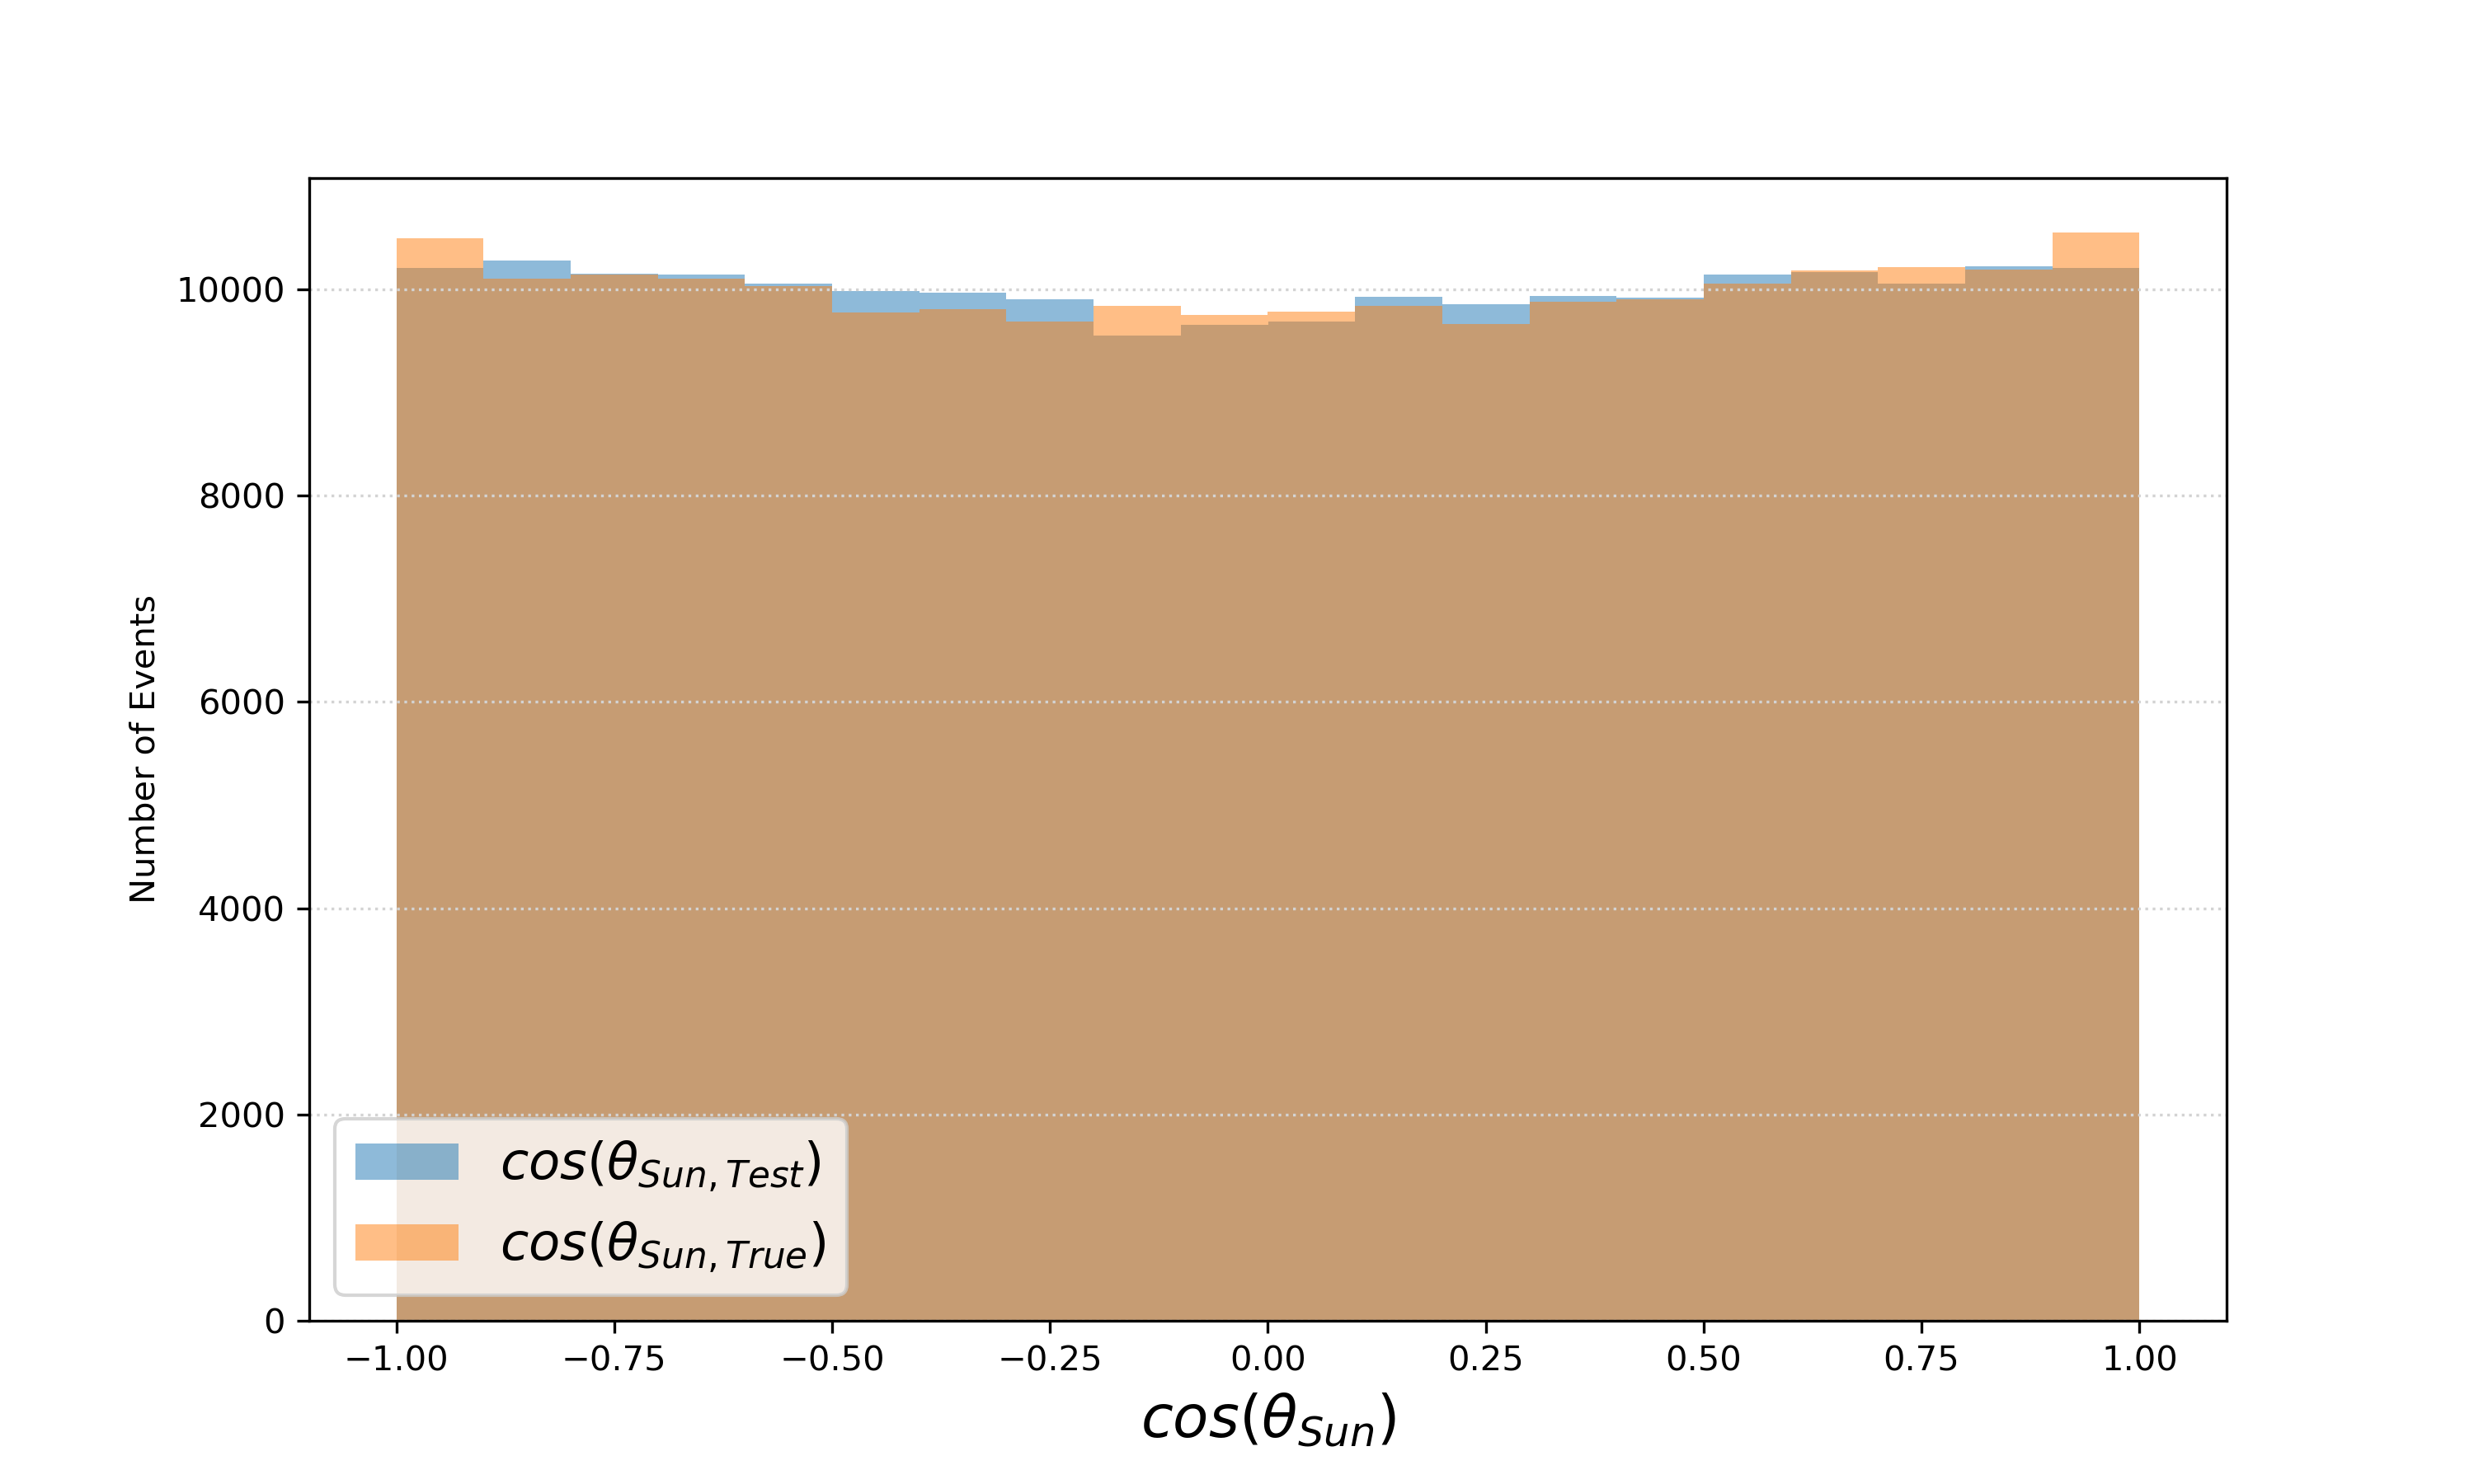 Number of Events
10000
8000
6000
4000
2000
0
cos(θ_{Sun, Test})
cos(θ_{Sun, True})
−1.00 −0.75 −0.50 −0.25 0.00 0.25 0.50 0.75 1.00
cos(θ_{Sun})